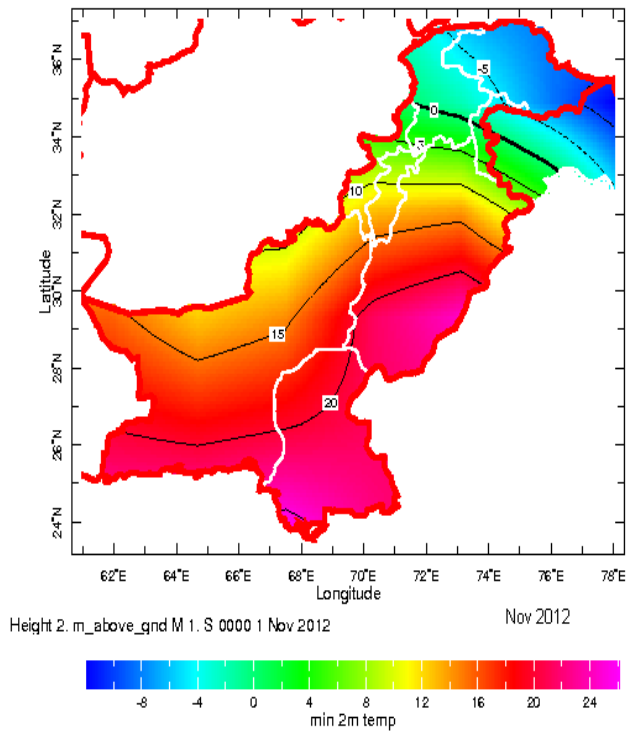 36°N
34°N
32°N
30°N
28°N
26°N
24°N
Latitude
-5
0
5
10
15
20
62°E 64°E 66°E 68°E 70°E 72°E 74°E 76°E 78°E
Longitude
Height 2. m_above_gnd M 1. S 0000 1 Nov 2012
Nov 2012
-8 -4 0 4 8 12 16 20 24
min 2m temp